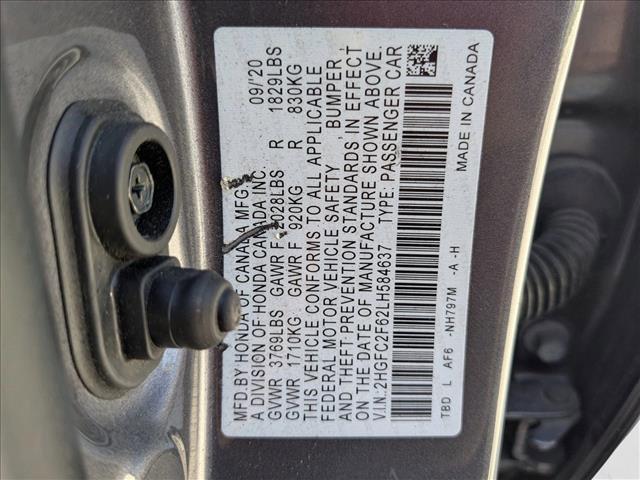 MFD.BY HONDA OF CANADA MFG., 09/'20
A DIVISION OF HONDA CANADA INC.
GVWR 3769LBS GAWR F 2028LBS R 1829LBS
GVWR 1710KG GAWR F 920KG R 830KG
THIS VEHICLE CONFORMS TO ALL APPLICABLE
FEDERAL MOTOR VEHICLE SAFETY , BUMPER
AND THEFT-PREVENTION STANDARDS IN EFFECT
ON THE DATE OF MANUFACTURE SHOWN ABOVE.
V.I.N: 2HGFC2F62LH584637 TYPE: PASSENGER CAR
TBD L AF6 -NH797M -A -H MADE IN CANADA